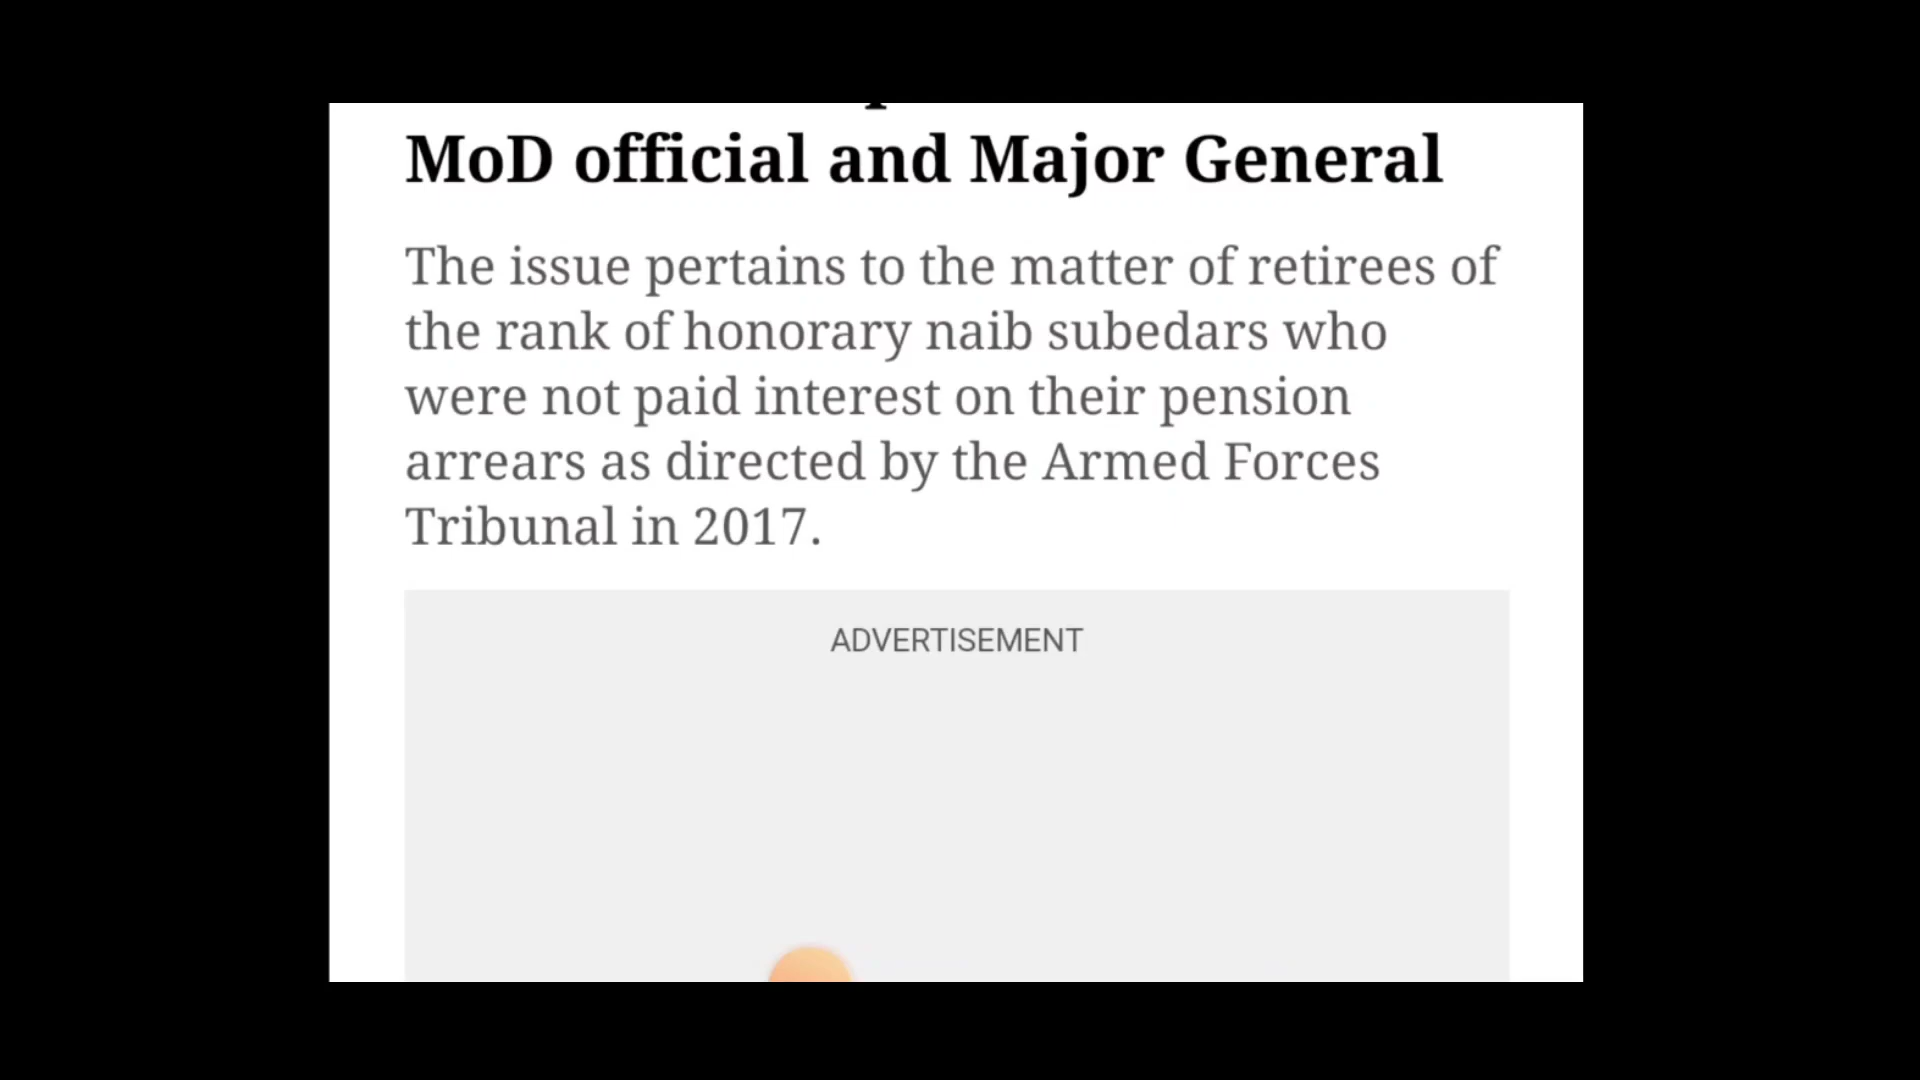 MoD official and Major General
The issue pertains to the matter of retirees of
the rank of honorary naib subedars who
were not paid interest on their pension
arrears as directed by the Armed Forces
Tribunal in 2017.
ADVERTISEMENT